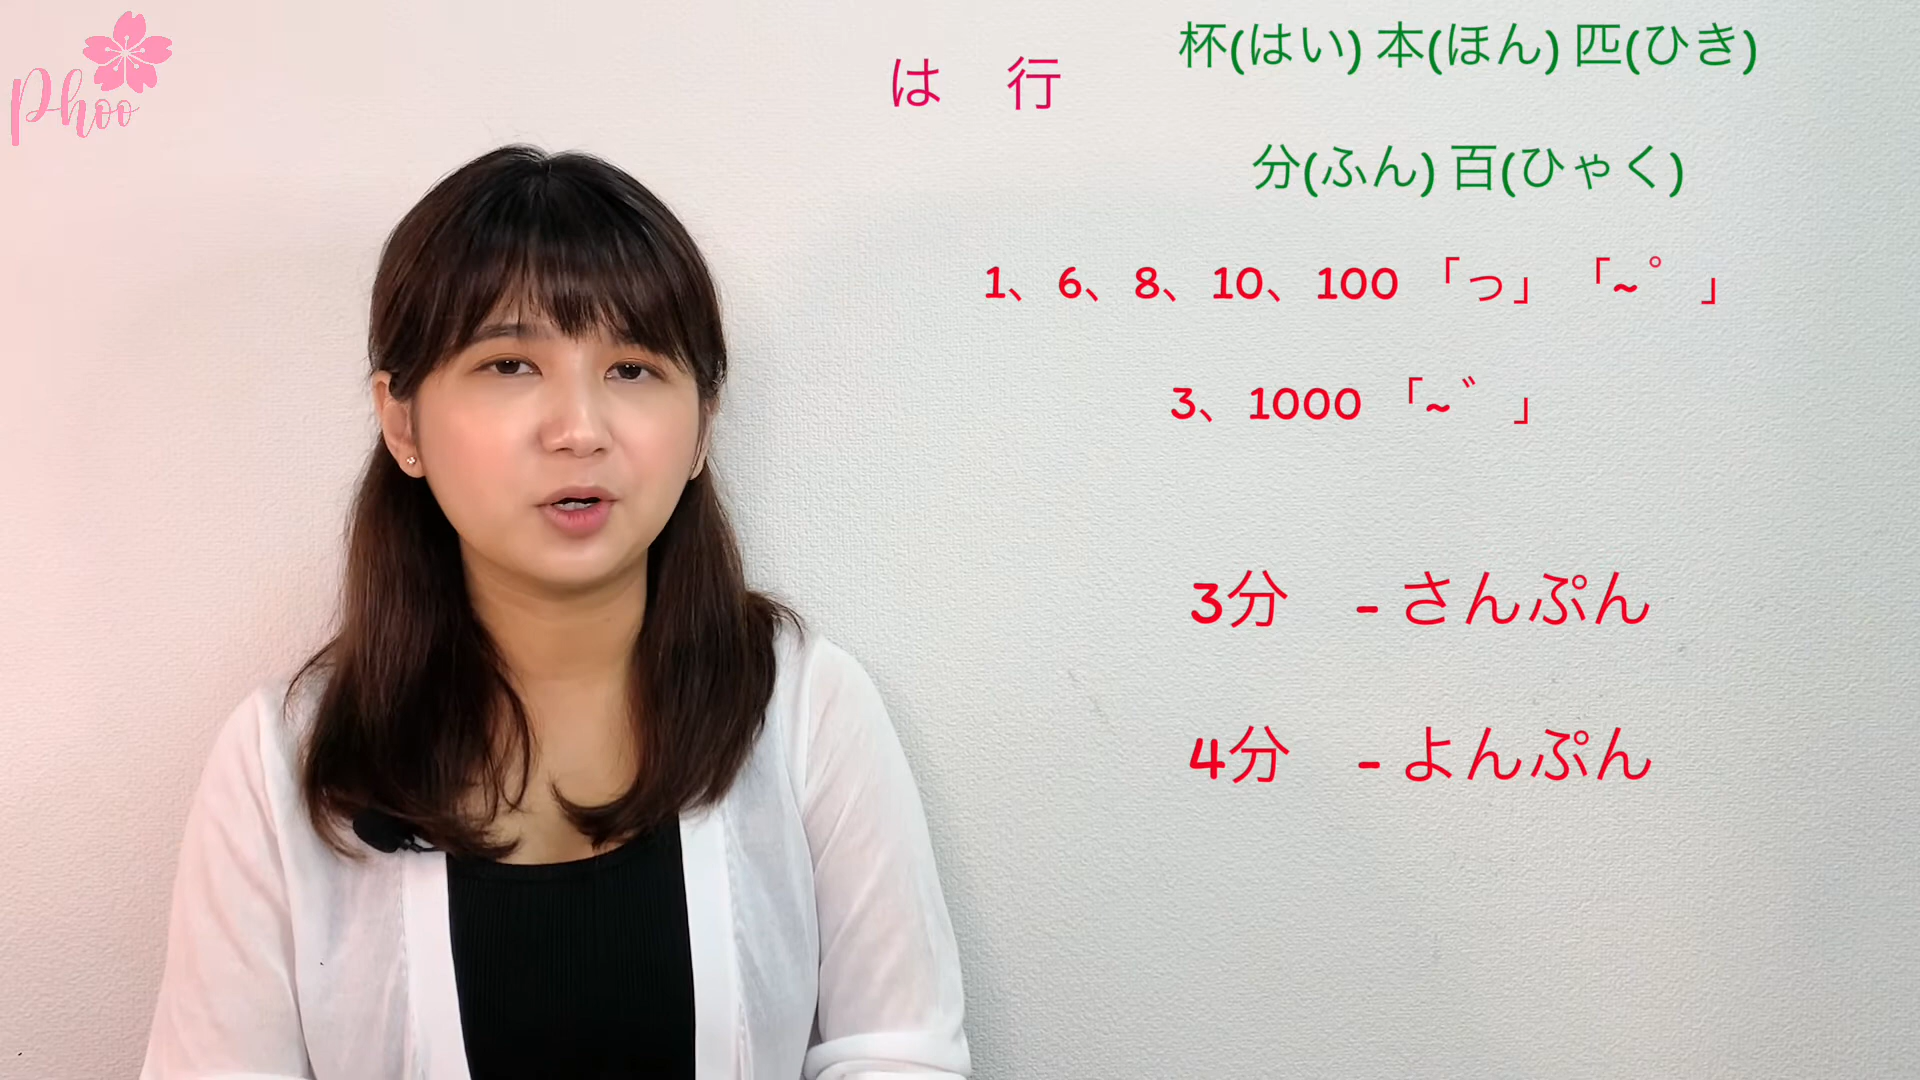 Phoo
は 行
杯(はい) 本(ほん) 匹(ひき)
分(ふん) 百(ひゃく)
1、6、8、10、100 「っ」 「~゜」
3、1000 「~゛」
3分 - さんぷん
4分 - よんぷん